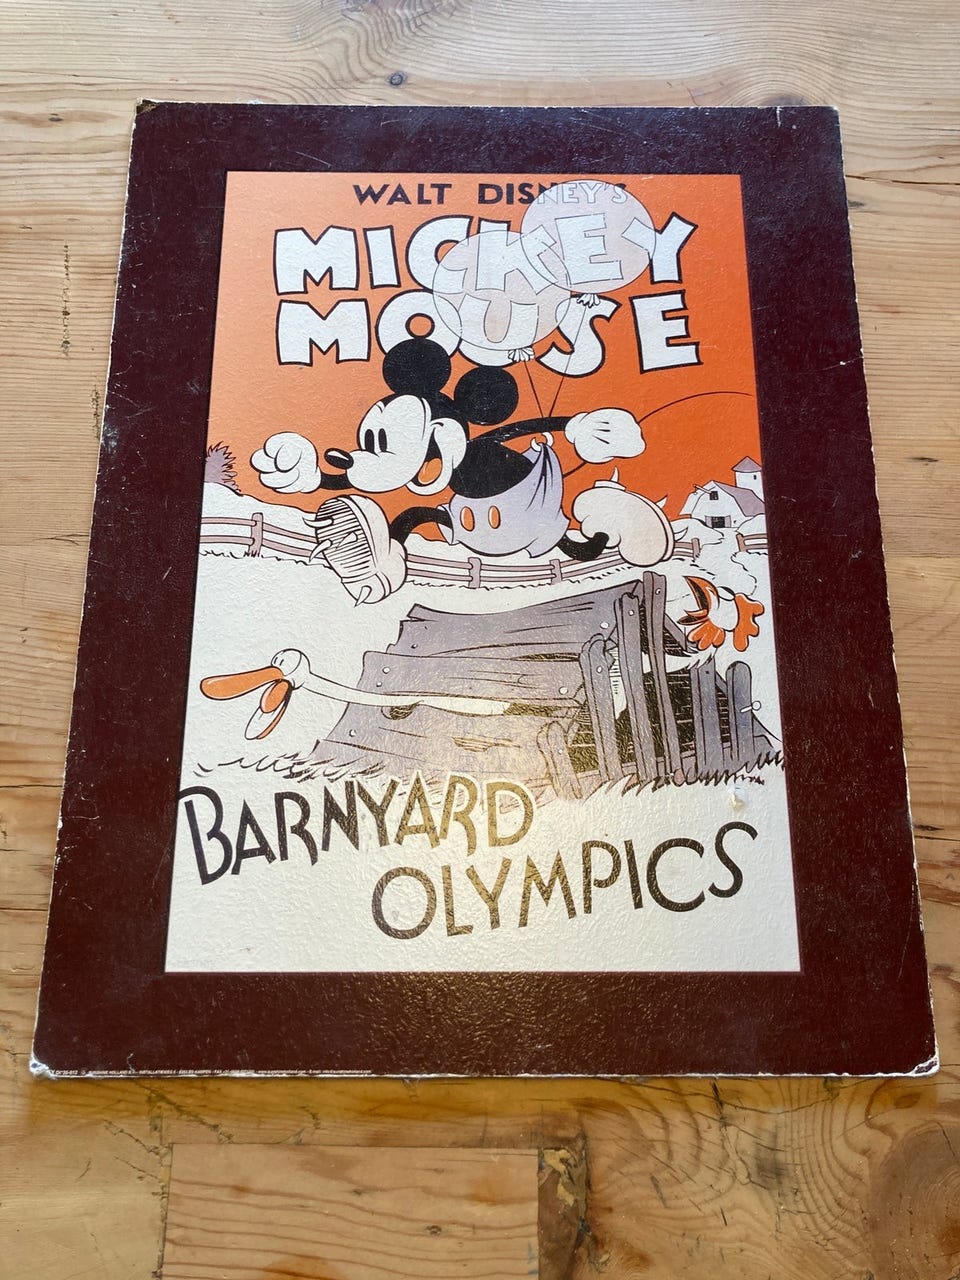 WALT DISNEY'S
MICKEY
MOUSE
BARNYARD
OLYMPICS